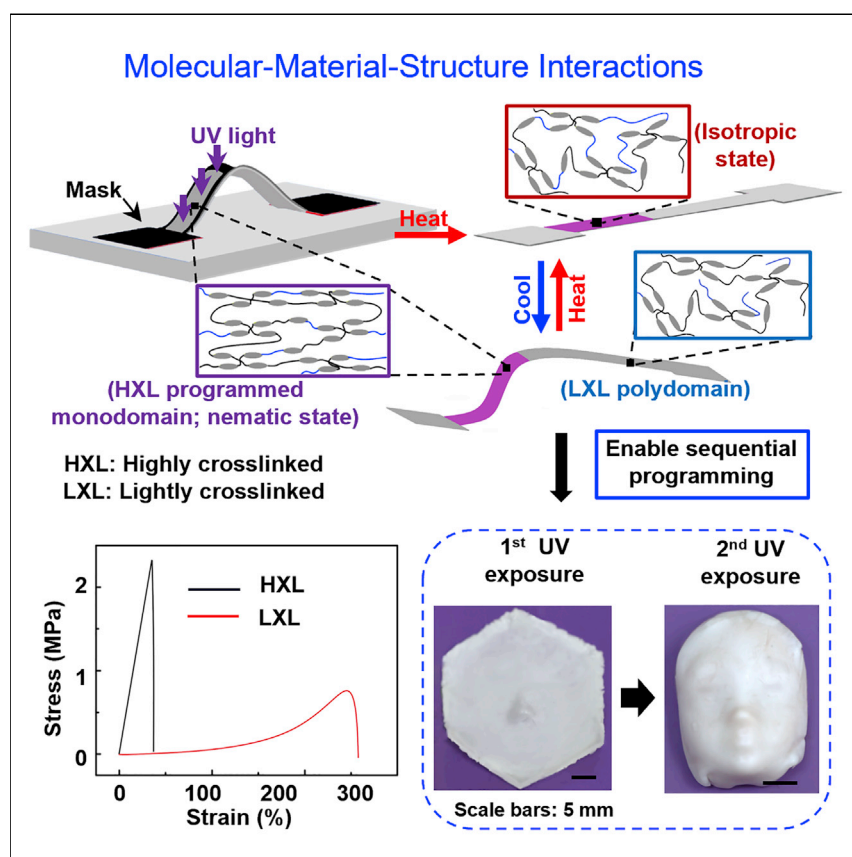 Molecular-Material-Structure Interactions
UV light
Mask
Heat
(Isotropic
state)
Cool
Heat
(HXL programmed
monodomain; nematic state)
(LXL polydomain)
HXL: Highly crosslinked
LXL: Lightly crosslinked
Enable sequential
programming
HXL
LXL
Stress (MPa)
2
1
0
0
100
200
300
Strain (%)
1st UV
exposure
2nd UV
exposure
Scale bars: 5 mm